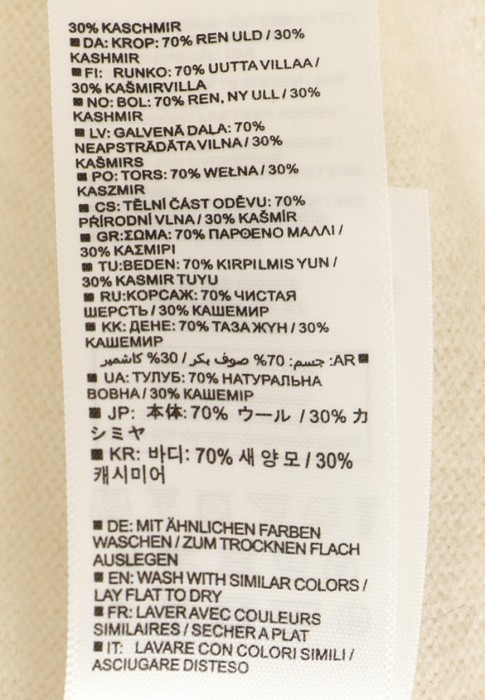 30% KASCHMIR
■ DA: KROP: 70% REN ULD / 30%
KASHMIR
■ FI: RUNKO: 70% UUTTA VILLAA /
30% KAŠMIRVILLA
■ NO: BOL: 70% REN, NY ULL / 30%
KASHMIR
■ LV: GALVENĀ DAĻA: 70%
NEAPSTRĀDĀTA VILNA / 30%
KAŠMIRS
■ PO: TORS: 70% WEŁNA / 30%
KASZMIR
■ CS: TĚLNÍ ČÁST ODĚVU: 70%
PŘÍRODNÍ VLNA / 30% KAŠMÍR
■ GR:ΣΩΜΑ: 70% ΠΑΡΘΕΝΟ ΜΑΛΛΙ /
30% ΚΑΣΜΙΡΙ
■ TU:BEDEN: 70% KIRPILMIS YUN /
30% KASMIR TUYU
■ RU:КОРСАЖ: 70% ЧИСТАЯ
ШЕРСТЬ / 30% КАШЕМИР
■ KK: ДЕНЕ: 70% ТАЗА ЖҮН / 30%
КАШЕМИР
■ AR: جسم: 70% صوف بكر / 30% كاشمير
■ UA: ТУЛУБ: 70% НАТУРАЛЬНА
ВОВНА / 30% КАШЕМИР
■ JP: 本体: 70% ウール / 30% カ
シミヤ
■ KR: 바디: 70% 새 양 모 / 30%
캐시미어
■ DE: MIT ÄHNLICHEN FARBEN
WASCHEN / ZUM TROCKNEN FLACH
AUSLEGEN
■ EN: WASH WITH SIMILAR COLORS /
LAY FLAT TO DRY
■ FR: LAVER AVEC COULEURS
SIMILAIRES / SECHER A PLAT
■ IT: LAVARE CON COLORI SIMILI /
ASCIUGARE DISTESO